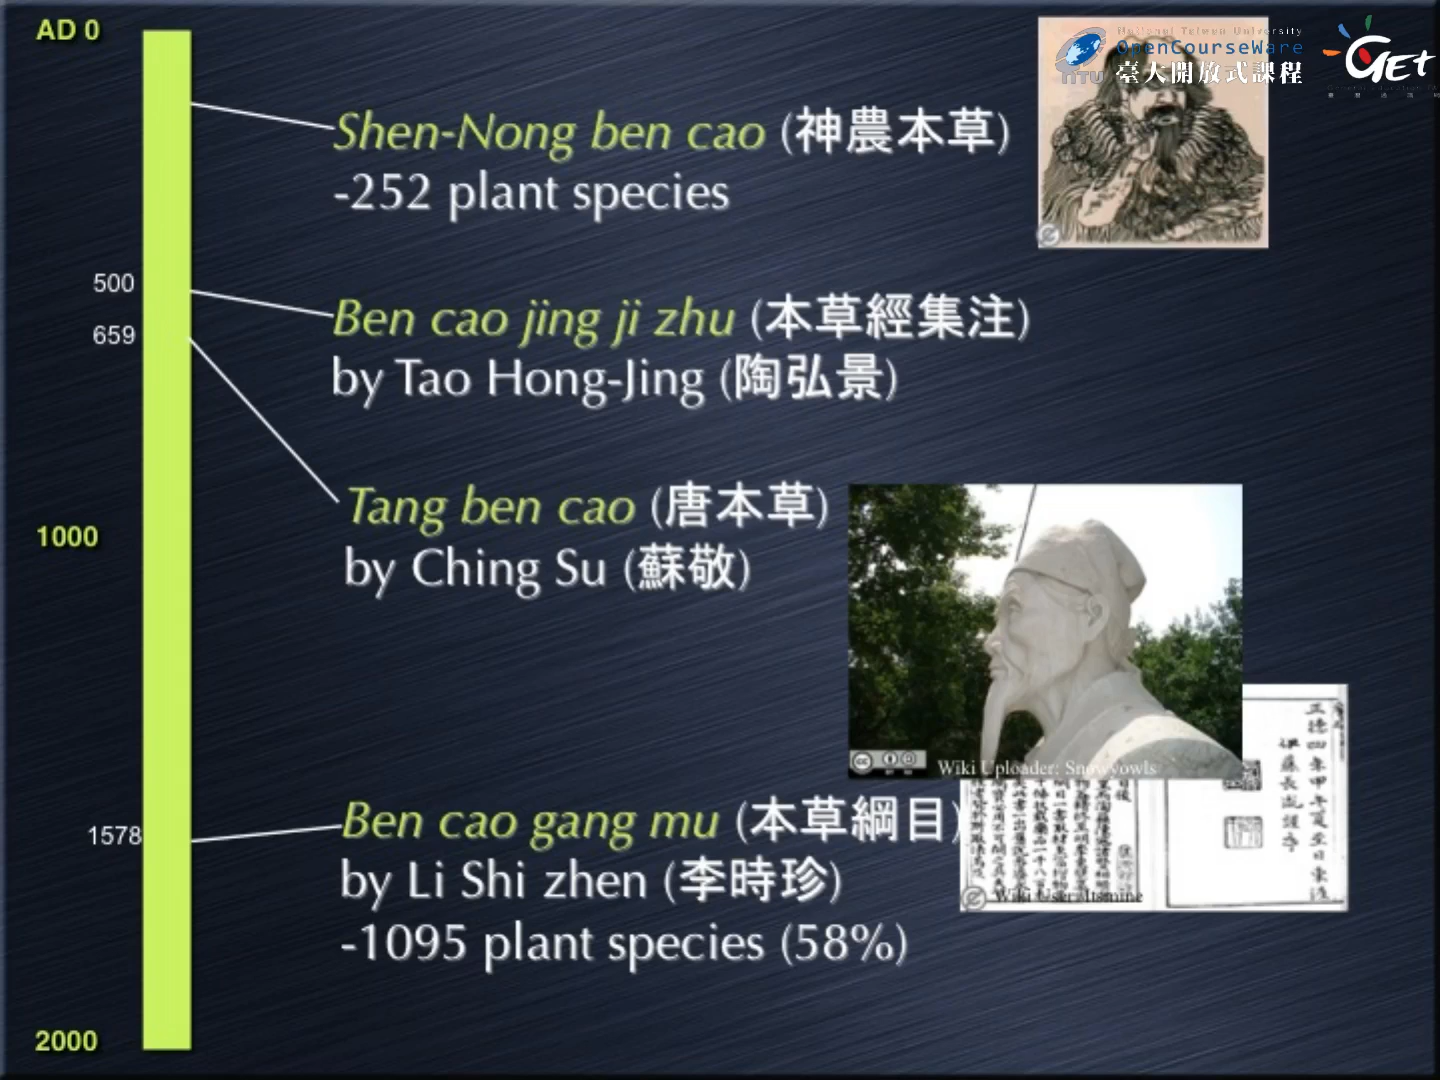 AD 0
National Taiwan University
OpenCourseWare
臺大開放式課程
NTU
GET
Shen-Nong ben cao (神農本草)
-252 plant species
500
Ben cao jing ji zhu (本草經集注)
by Tao Hong-Jing (陶弘景)
659
Tang ben cao (唐本草)
by Ching Su (蘇敬)
1000
Wiki Uploader: Snowyowls
1578
Ben cao gang mu (本草綱目)
by Li Shi zhen (李時珍)
-1095 plant species (58%)
2000